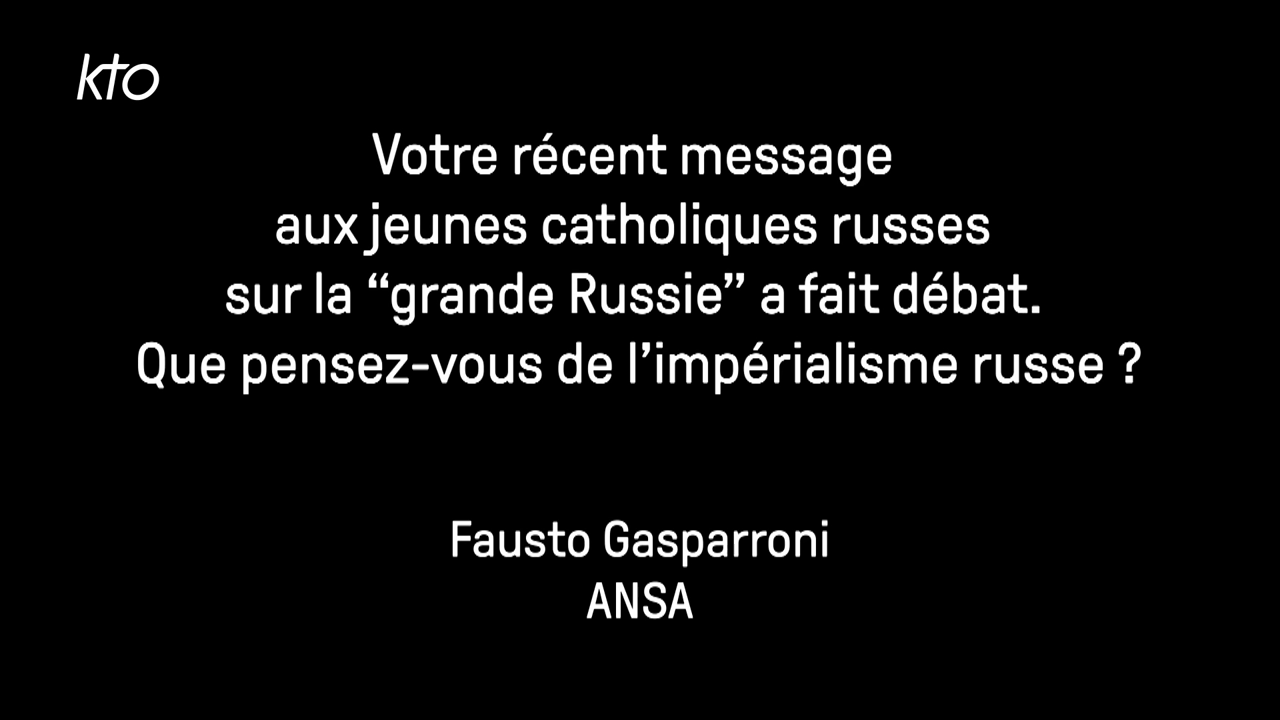 kto
Votre récent message
aux jeunes catholiques russes
sur la “grande Russie” a fait débat.
Que pensez-vous de l’impérialisme russe ?
Fausto Gasparroni
ANSA